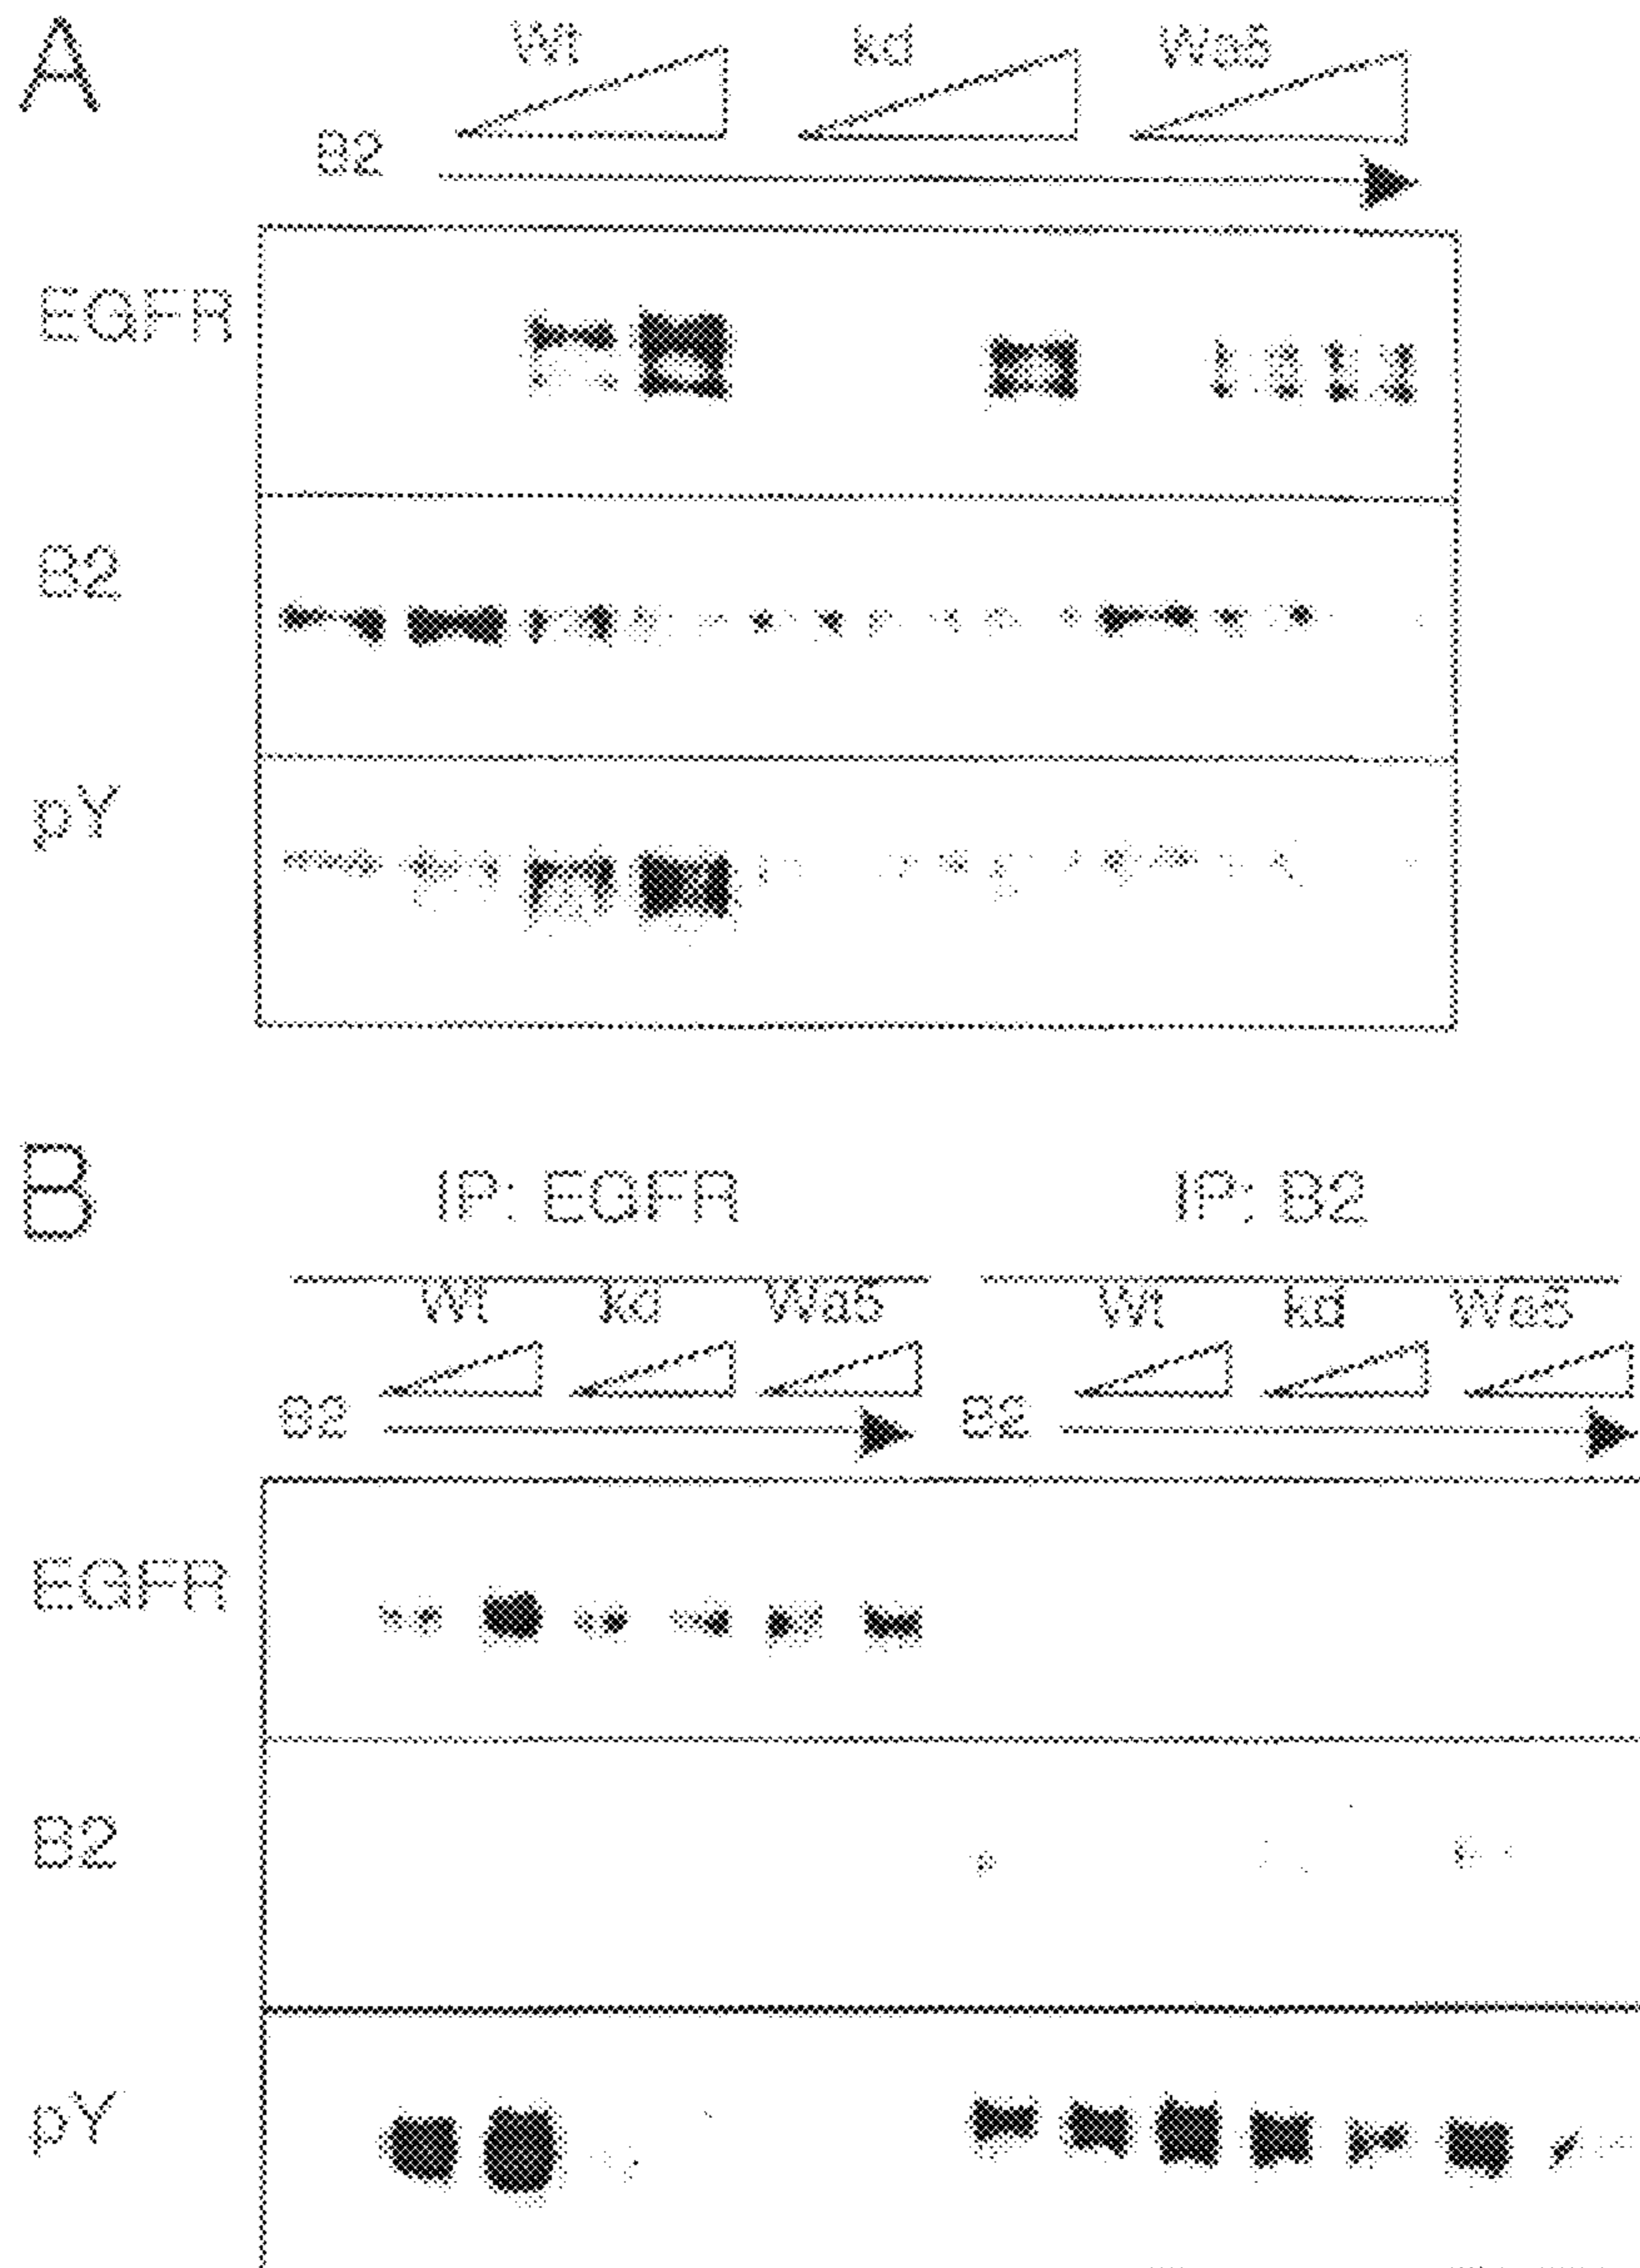 A
Wt kd Wa5
B2
EGFR
B2
pY
B
IP: EGFR IP: B2
Wt kd Wa5 Wt kd Wa5
B2 B2
EGFR
B2
pY